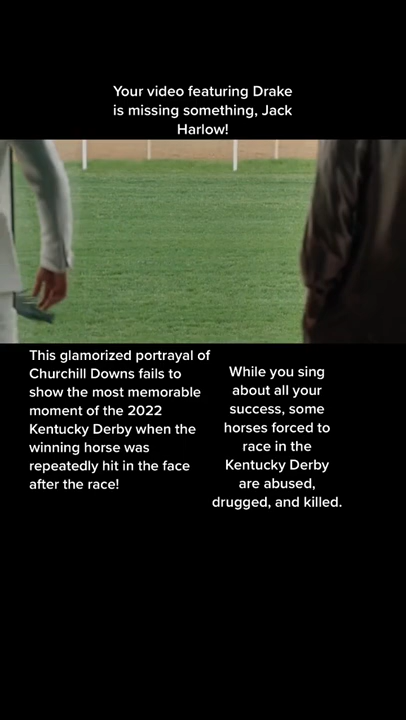 Your video featuring Drake
is missing something, Jack
Harlow!
This glamorized portrayal of
Churchill Downs fails to
show the most memorable
moment of the 2022
Kentucky Derby when the
winning horse was
repeatedly hit in the face
after the race!
While you sing
about all your
success, some
horses forced to
race in the
Kentucky Derby
are abused,
drugged, and killed.